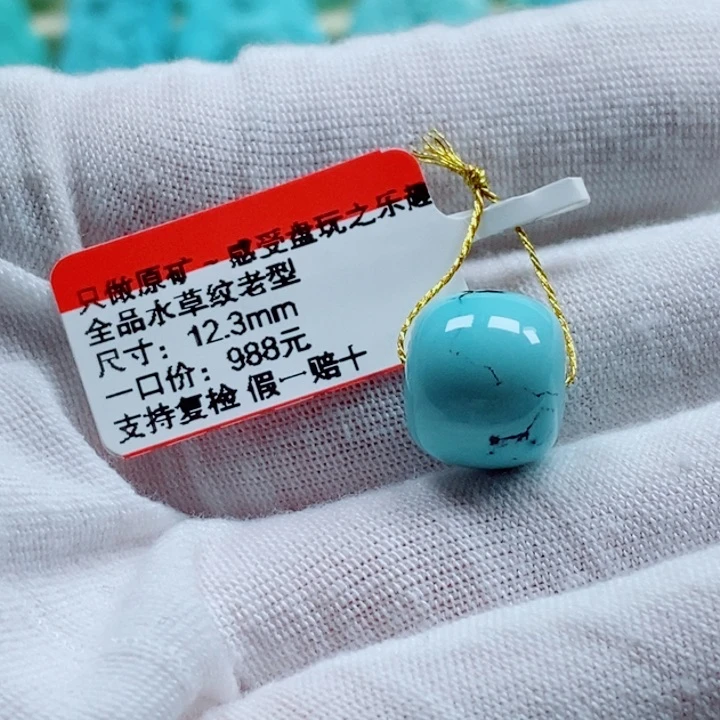 只做原矿～感受盘玩之乐趣
全品水草纹老型
尺寸：12.3mm
一口价：988元
支持复检 假一赔十